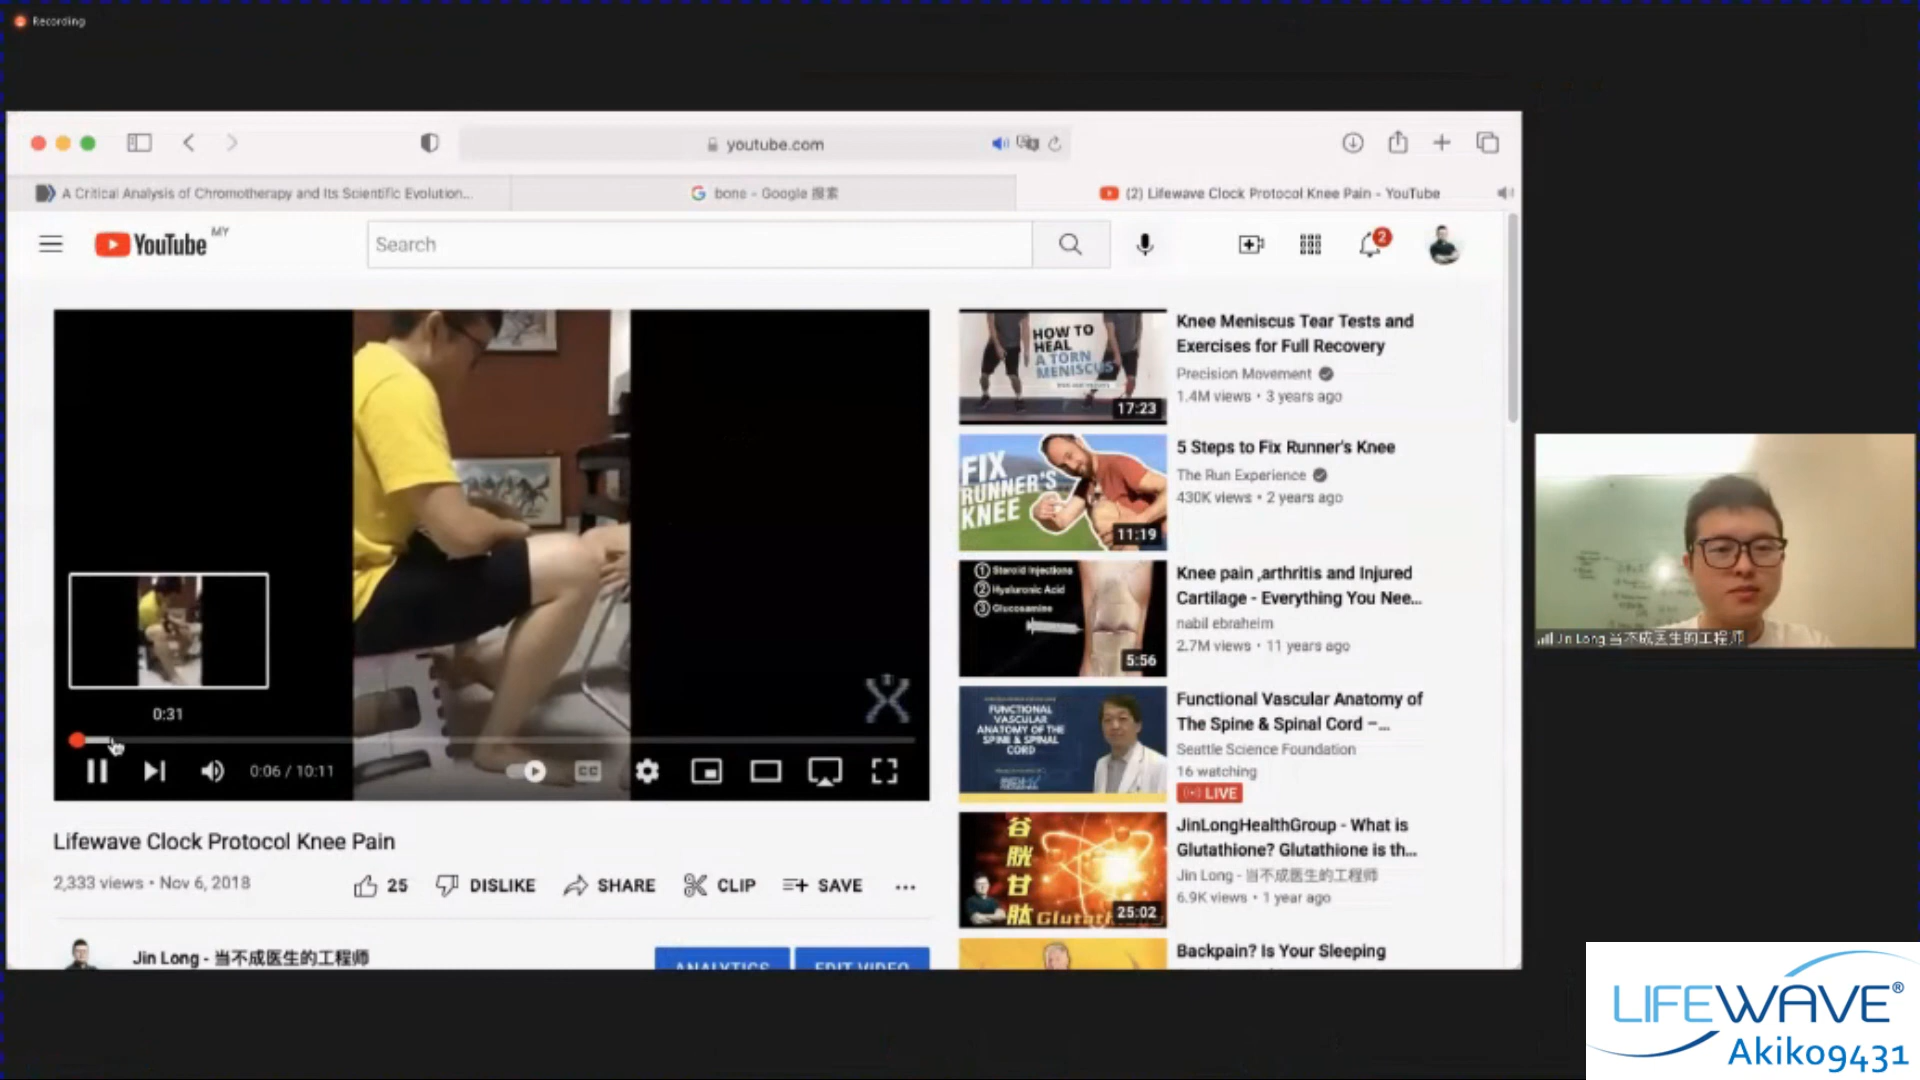 Recording
youtube.com
A Critical Analysis of Chromotherapy and Its Scientific Evolution...
bone - Google 搜索
(2) Lifewave Clock Protocol Knee Pain - YouTube
YouTube MY
Search
2
0:31
0:06 / 10:11
CC
Lifewave Clock Protocol Knee Pain
2,333 views • Nov 6, 2018
25
DISLIKE
SHARE
CLIP
SAVE
Jin Long - 当不成医生的工程师
ANALYTICS
EDIT VIDEO
HOW TO
HEAL
A TORN
MENISCUS
17:23
Knee Meniscus Tear Tests and
Exercises for Full Recovery
Precision Movement
1.4M views • 3 years ago
FIX
RUNNER'S
KNEE
11:19
5 Steps to Fix Runner's Knee
The Run Experience
430K views • 2 years ago
1 Steroid Injections
2 Hyaluronic Acid
3 Glucosamine
5:56
Knee pain ,arthritis and Injured
Cartilage - Everything You Nee...
nabil ebraheim
2.7M views • 11 years ago
FUNCTIONAL
VASCULAR
ANATOMY OF THE
SPINE & SPINAL
CORD
Functional Vascular Anatomy of
The Spine & Spinal Cord –...
Seattle Science Foundation
16 watching
LIVE
谷
胱
甘
肽
25:02
JinLongHealthGroup - What is
Glutathione? Glutathione is th...
Jin Long - 当不成医生的工程师
6.9K views • 1 year ago
Backpain? Is Your Sleeping
Jin Long 当不成医生的工程师
LIFEWAVE®
Akiko9431